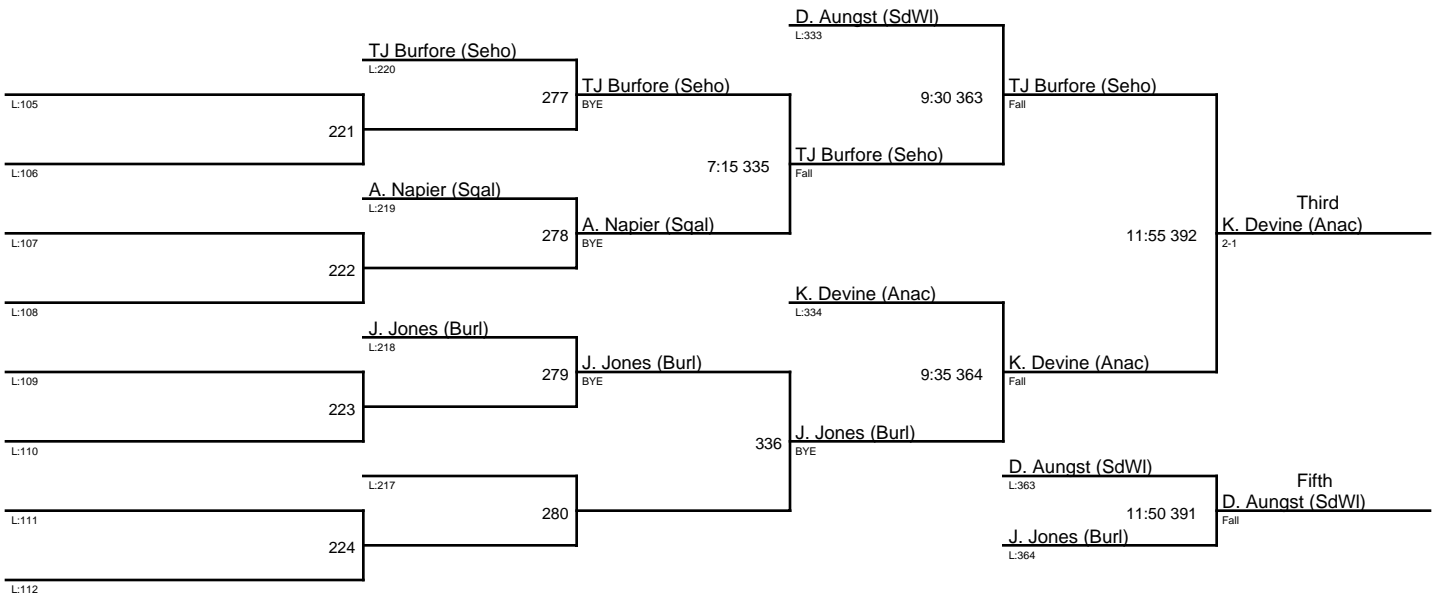 D. Aungst (SdWl)
L:333
TJ Burfore (Seho)
L:220
277
TJ Burfore (Seho)
BYE
9:30 363
TJ Burfore (Seho)
Fall
L:105
221
L:106
7:15 335
TJ Burfore (Seho)
Fall
A. Napier (Sgal)
L:219
278
A. Napier (Sgal)
BYE
L:107
222
L:108
11:55 392
Third
K. Devine (Anac)
2-1
K. Devine (Anac)
L:334
J. Jones (Burl)
L:218
279
J. Jones (Burl)
BYE
9:35 364
K. Devine (Anac)
Fall
L:109
223
L:110
336
J. Jones (Burl)
BYE
L:217
280
D. Aungst (SdWl)
L:363
11:50 391
Fifth
D. Aungst (SdWl)
Fall
L:111
224
L:112
J. Jones (Burl)
L:364